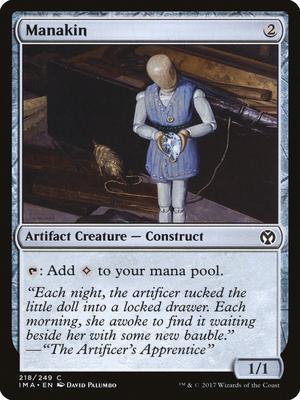 Manakin 2
Artifact Creature — Construct
: Add to your mana pool.
"Each night, the artificer tucked the
little doll into a locked drawer. Each
morning, she awoke to find it waiting
beside her with some new bauble."
—"The Artificer's Apprentice"
1/1
218/249 C
IMA • EN DAVID PALUMBO
™ & © 2017 Wizards of the Coast